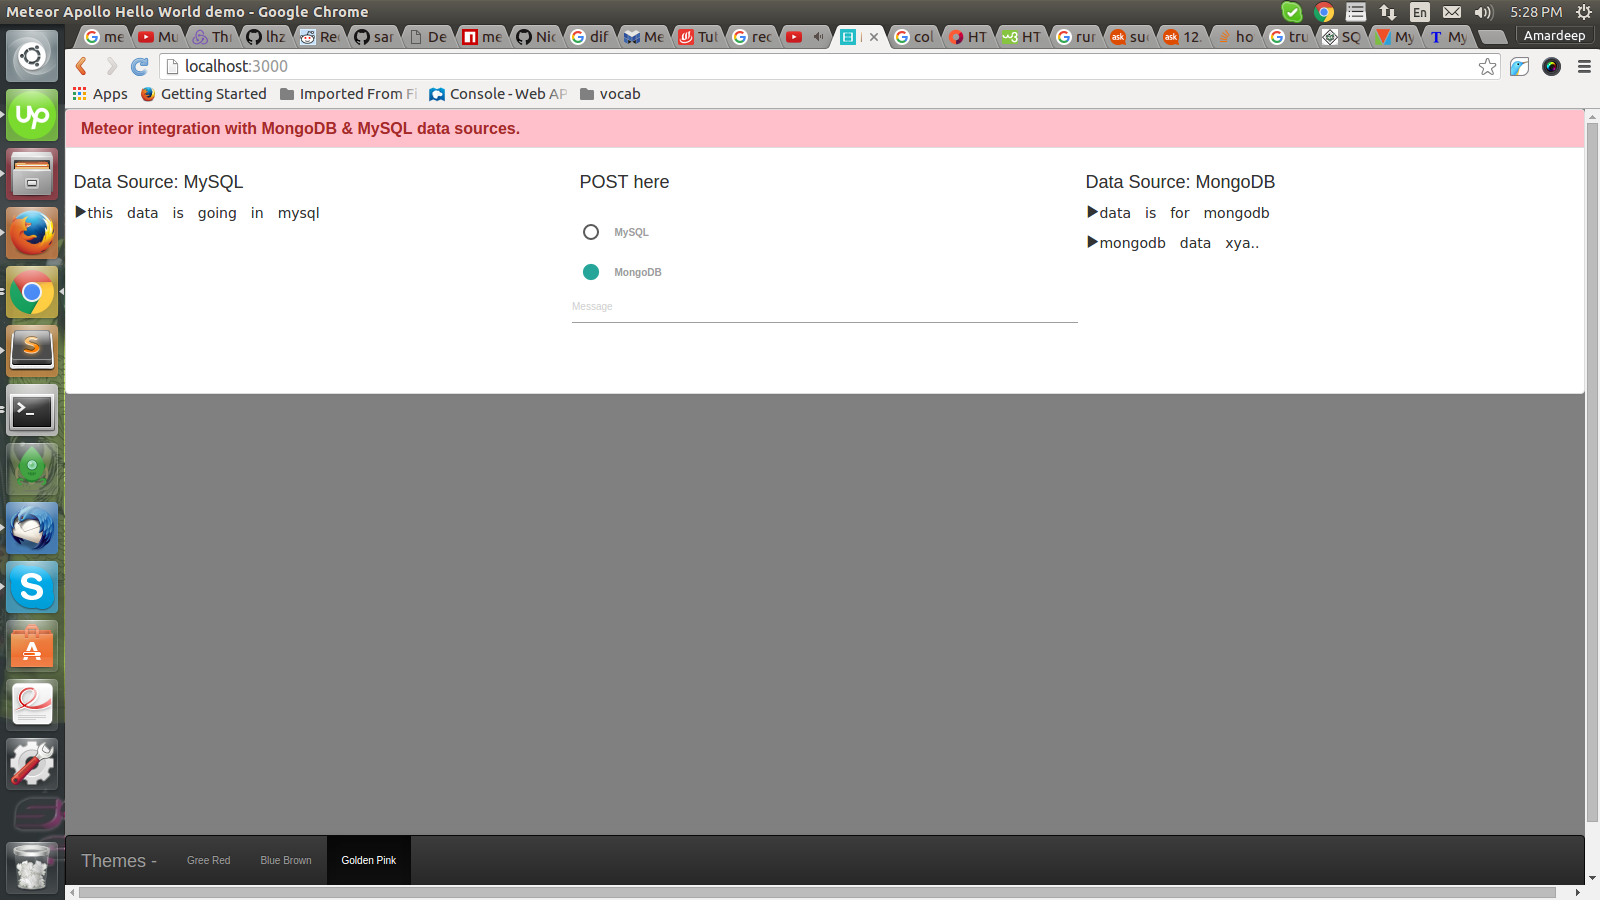 Meteor Apollo Hello World demo - Google Chrome
En
5:28 PM
me
Mu
Thi
lhz
Re
sar
De
me
Nic
dif
Me
Tut
rec
col
HT
HT
rur
su
12.
ho
tru
SQ
My
My
Amardeep
localhost:3000
Apps
Getting Started
Imported From Fi
Console - Web AP
vocab
Meteor integration with MongoDB & MySQL data sources.
Data Source: MySQL
this data is going in mysql
POST here
MySQL
MongoDB
Message
Data Source: MongoDB
data is for mongodb
mongodb data xya..
Themes -
Gree Red
Blue Brown
Golden Pink